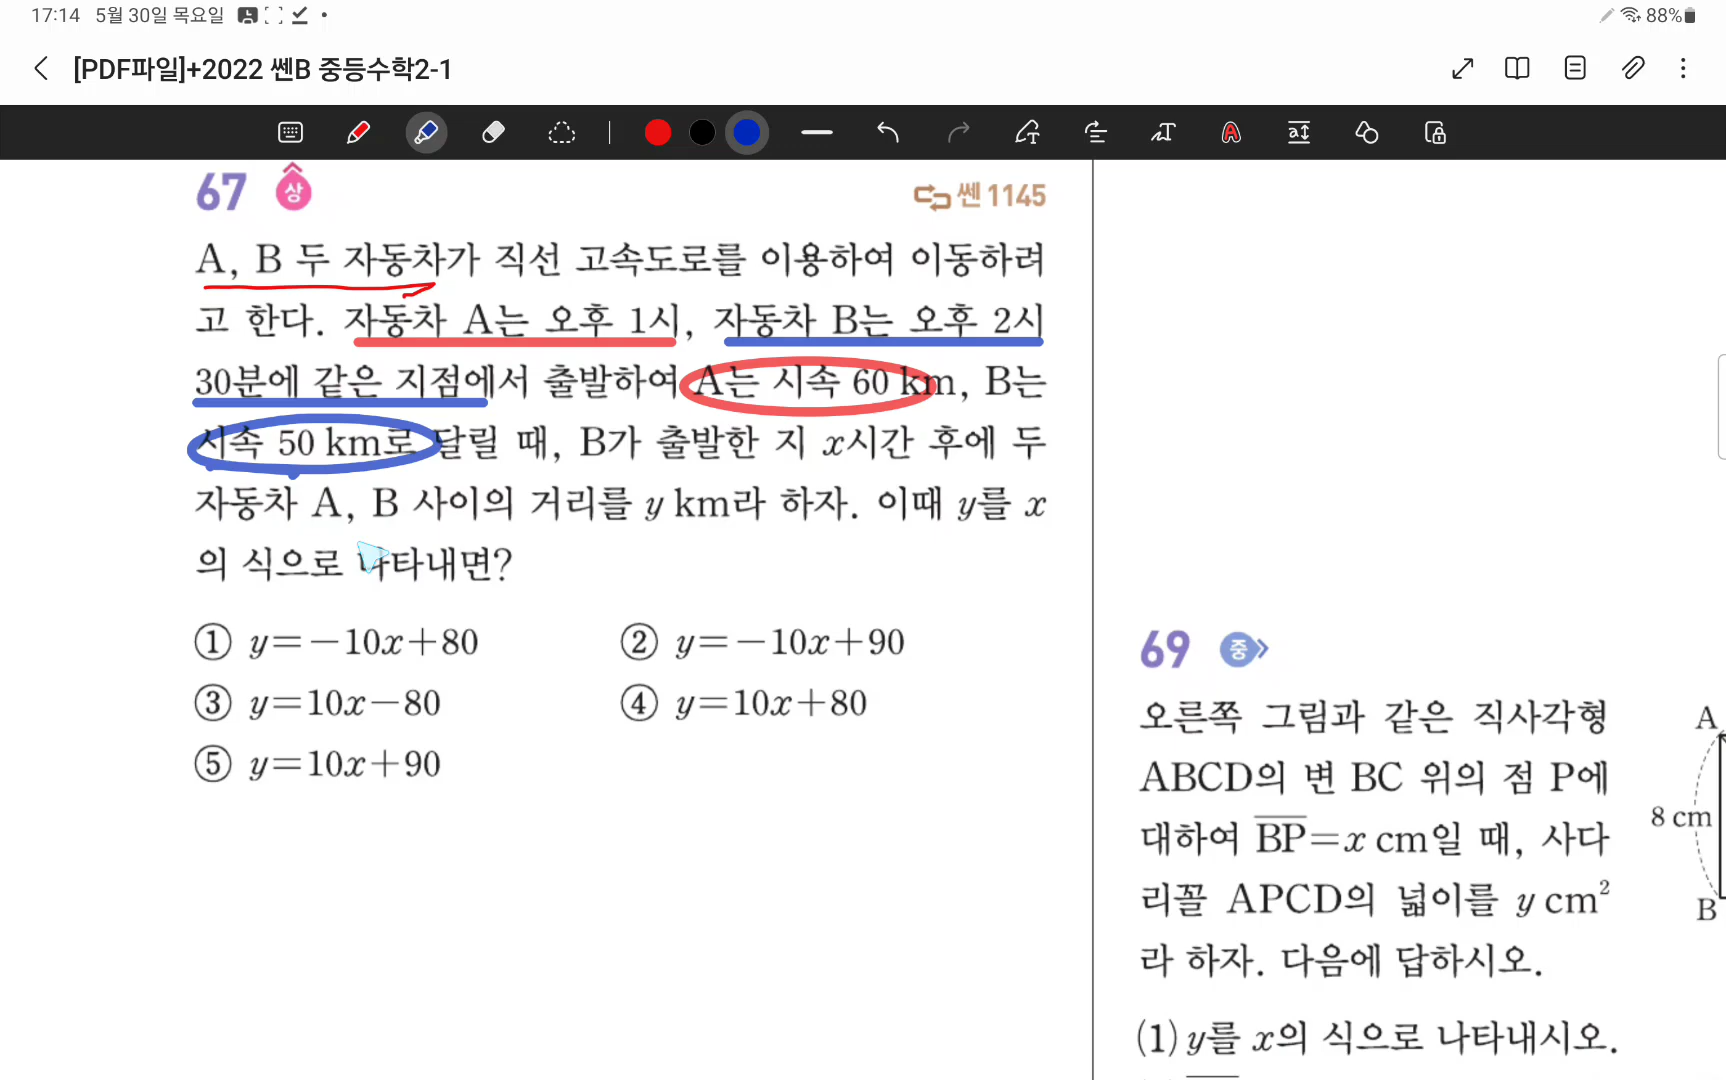 17:14 5월 30일 목요일
88%
[PDF파일]+2022 쎈B 중등수학2-1
67 상
쎈 1145
A, B 두 자동차가 직선 고속도로를 이용하여 이동하려
고 한다. 자동차 A는 오후 1시, 자동차 B는 오후 2시
30분에 같은 지점에서 출발하여 A는 시속 60 km, B는
시속 50 km로 달릴 때, B가 출발한 지 x시간 후에 두
자동차 A, B 사이의 거리를 y km라 하자. 이때 y를 x
의 식으로 나타내면?
① y=-10x+80 ② y=-10x+90
③ y=10x-80 ④ y=10x+80
⑤ y=10x+90
69 중
오른쪽 그림과 같은 직사각형
ABCD의 변 BC 위의 점 P에
대하여 B̅P̅=x cm일 때, 사다
리꼴 APCD의 넓이를 y cm²
라 하자. 다음에 답하시오.
(1) y를 x의 식으로 나타내시오.
A
8 cm
B